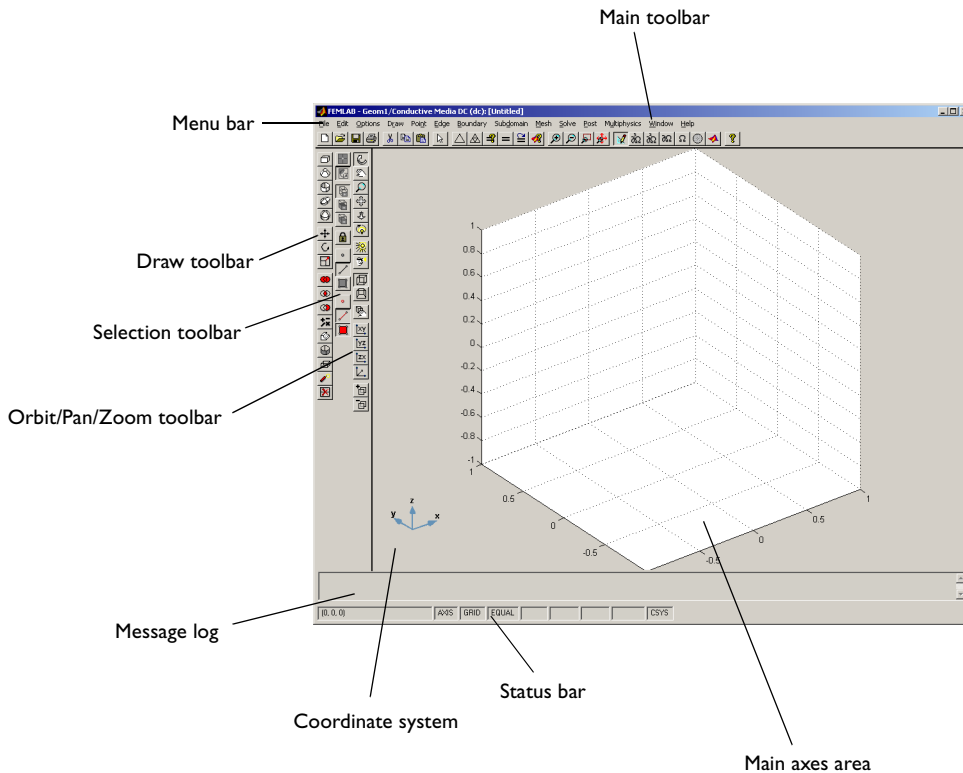 Main toolbar
FEMLAB - Geom1/Conductive Media DC (dc): [Untitled]
Menu bar
File Edit Options Draw Point Edge Boundary Subdomain Mesh Solve Post Multiphysics Window Help
Draw toolbar
Selection toolbar
Orbit/Pan/Zoom toolbar
XY
YZ
ZX
1
0.8
0.6
0.4
0.2
0
-0.2
-0.4
-0.6
-0.8
-1
1
0.5
0
-0.5
-0.5
0
0.5
1
z
y
x
(0, 0, 0) AXIS GRID EQUAL CSYS
Message log
Status bar
Coordinate system
Main axes area